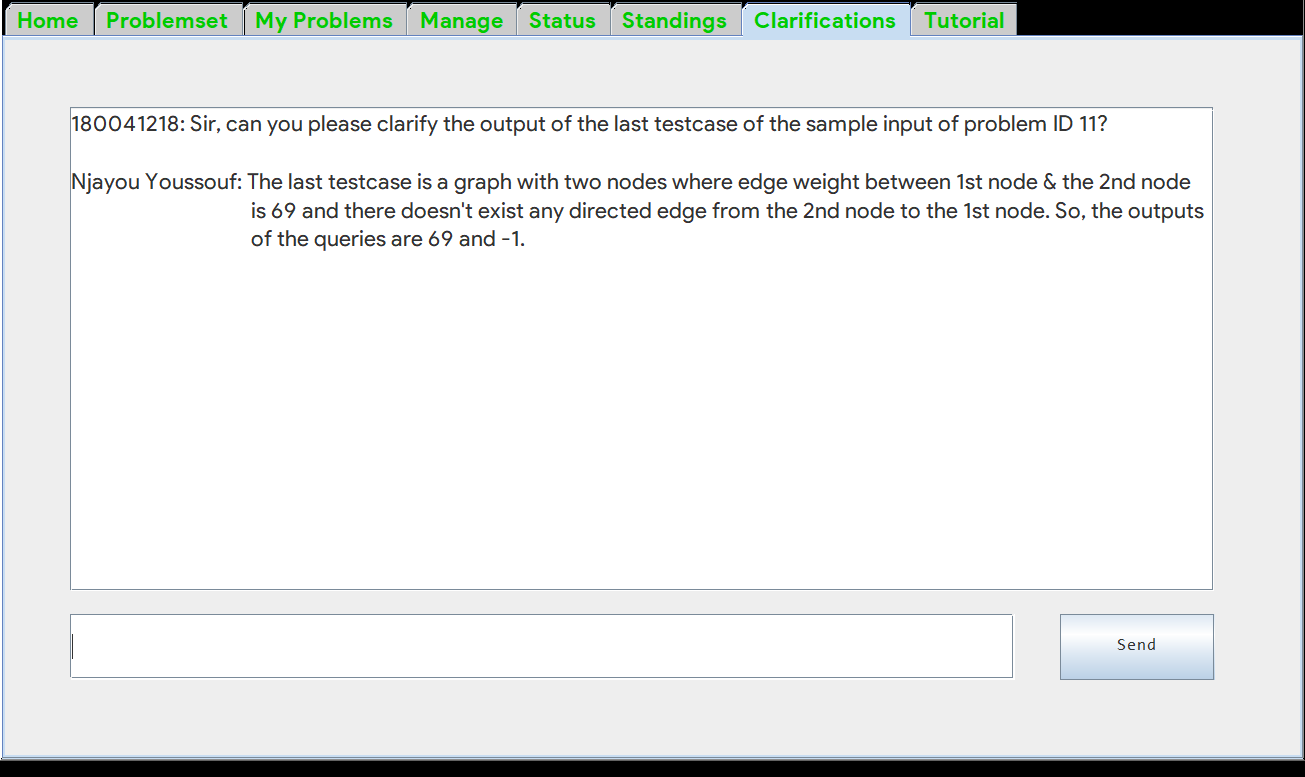 Home Problemset My Problems Manage Status Standings Clarifications Tutorial
180041218: Sir, can you please clarify the output of the last testcase of the sample input of problem ID 11?
Njayou Youssouf: The last testcase is a graph with two nodes where edge weight between 1st node & the 2nd node
is 69 and there doesn't exist any directed edge from the 2nd node to the 1st node. So, the outputs
of the queries are 69 and -1.
Send